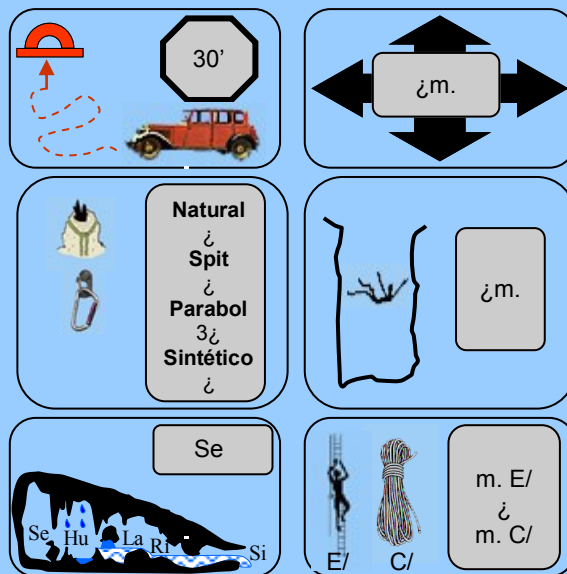 30’
¿m.
Natural
¿
Spit
¿
Parabol
3¿
Sintético
¿
¿m.
Se
Se
Hu
La
Ri
Si
m. E/
¿
m. C/
E/
C/